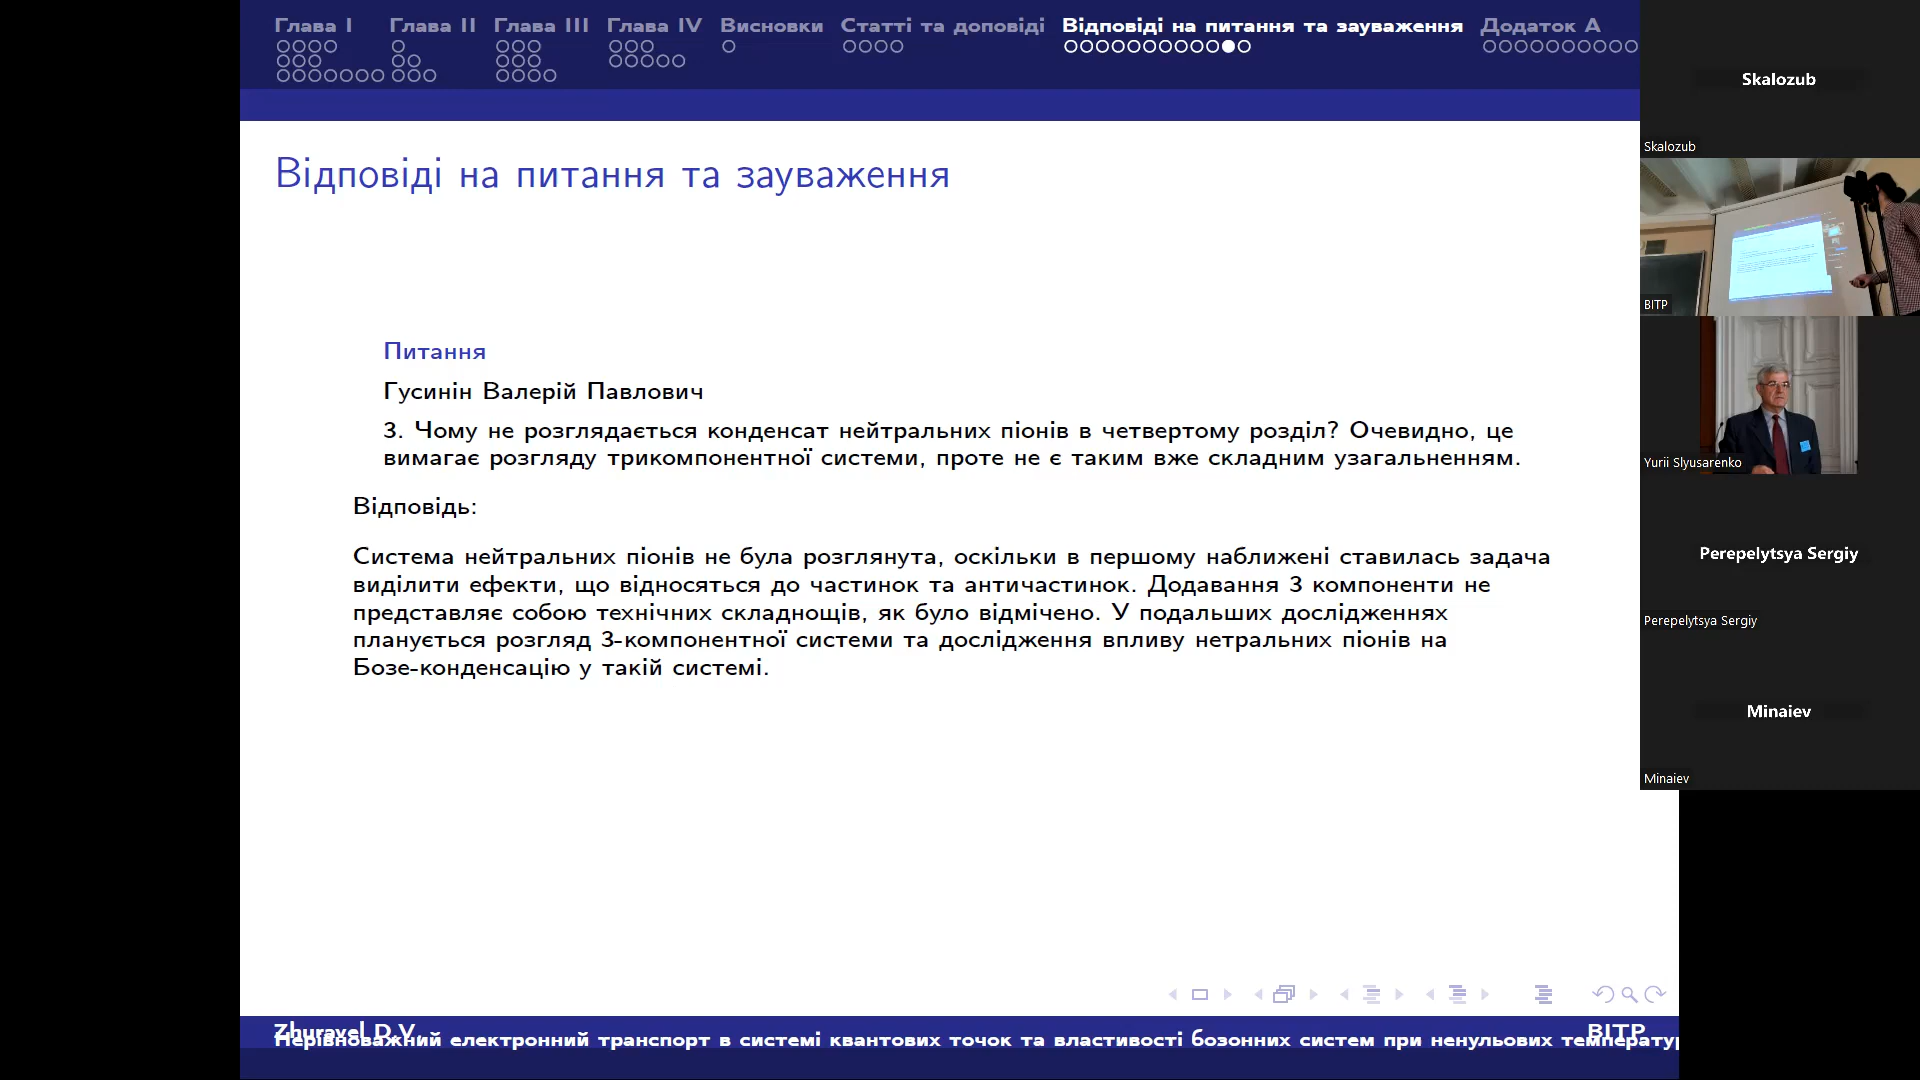 Глава I Глава II Глава III Глава IV Висновки Статті та доповіді Відповіді на питання та зауваження Додаток А
Відповіді на питання та зауваження
Питання
Гусинін Валерій Павлович
3. Чому не розглядається конденсат нейтральних піонів в четвертому розділ? Очевидно, це
вимагає розгляду трикомпонентної системи, проте не є таким вже складним узагальненням.
Відповідь:
Система нейтральних піонів не була розглянута, оскільки в першому наближені ставилась задача
виділити ефекти, що відносяться до частинок та античастинок. Додавання 3 компоненти не
представляє собою технічних складнощів, як було відмічено. У подальших дослідженнях
планується розгляд 3-компонентної системи та дослідження впливу нетральних піонів на
Бозе-конденсацію у такій системі.
Zhuravel D.V. BITP
Нерівноважний електронний транспорт в системі квантових точок та властивості бозонних систем при ненульових температур
Skalozub
Skalozub
BITP
Yurii Slyusarenko
Perepelytsya Sergiy
Perepelytsya Sergiy
Minaiev
Minaiev